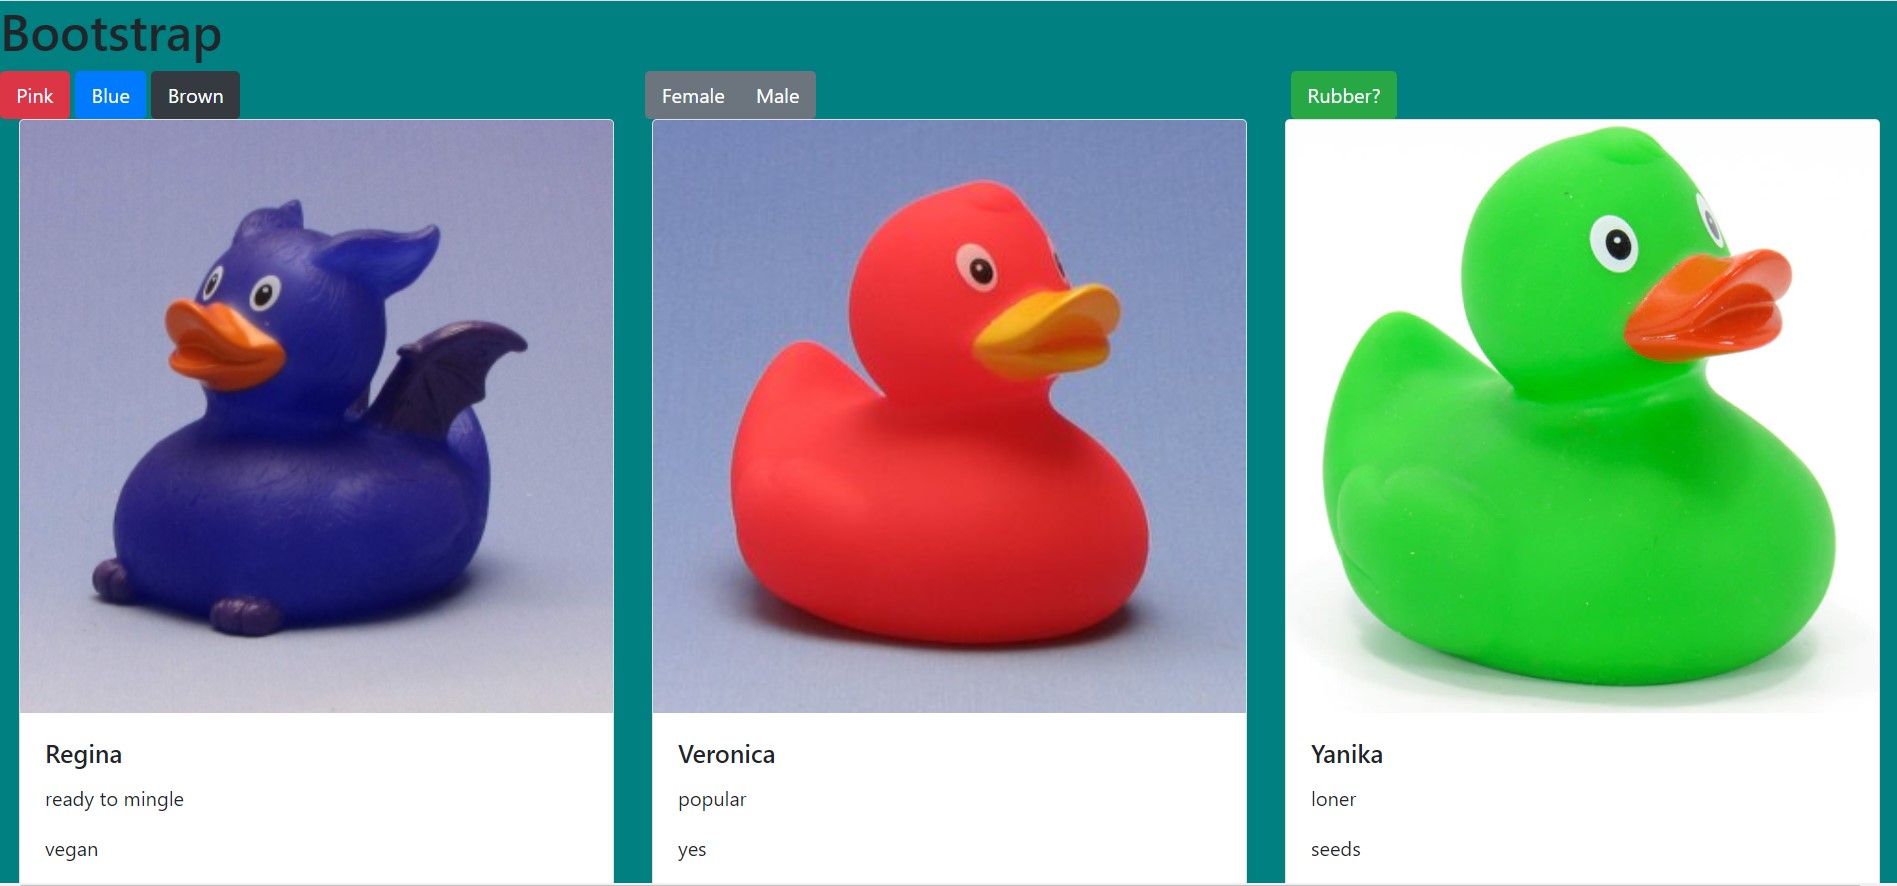 Bootstrap
Pink Blue Brown Female Male Rubber?
Regina
ready to mingle
vegan
Veronica
popular
yes
Yanika
loner
seeds